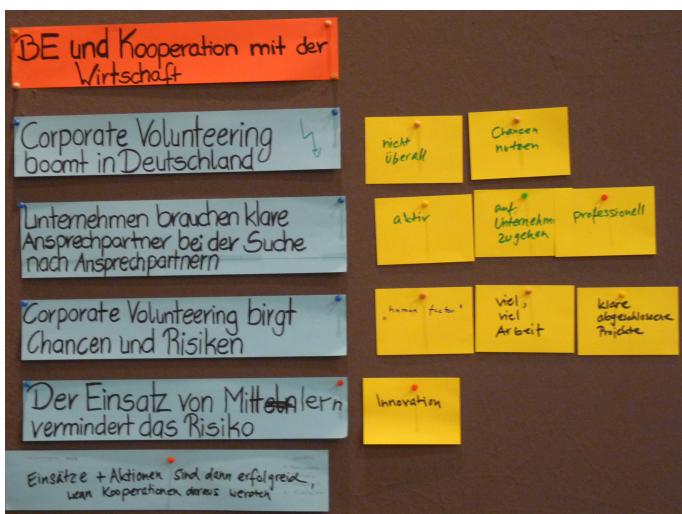 BE und Kooperation mit der
Wirtschaft
Corporate Volunteering
boomt in Deutschland
nicht
überall
Chancen
nutzen
Unternehmen brauchen klare
Ansprechpartner bei der Suche
nach Ansprechpartnern
aktiv
auf
Unternehm.
zugehen
professionell
Corporate Volunteering birgt
Chancen und Risiken
"human factor"
viel,
viel
Arbeit
klare
abgeschlossene
Projekte
Der Einsatz von Mittlern
vermindert das Risiko
Innovation
Einsätze + Aktionen sind dann erfolgreich,
wenn Kooperationen daraus werden